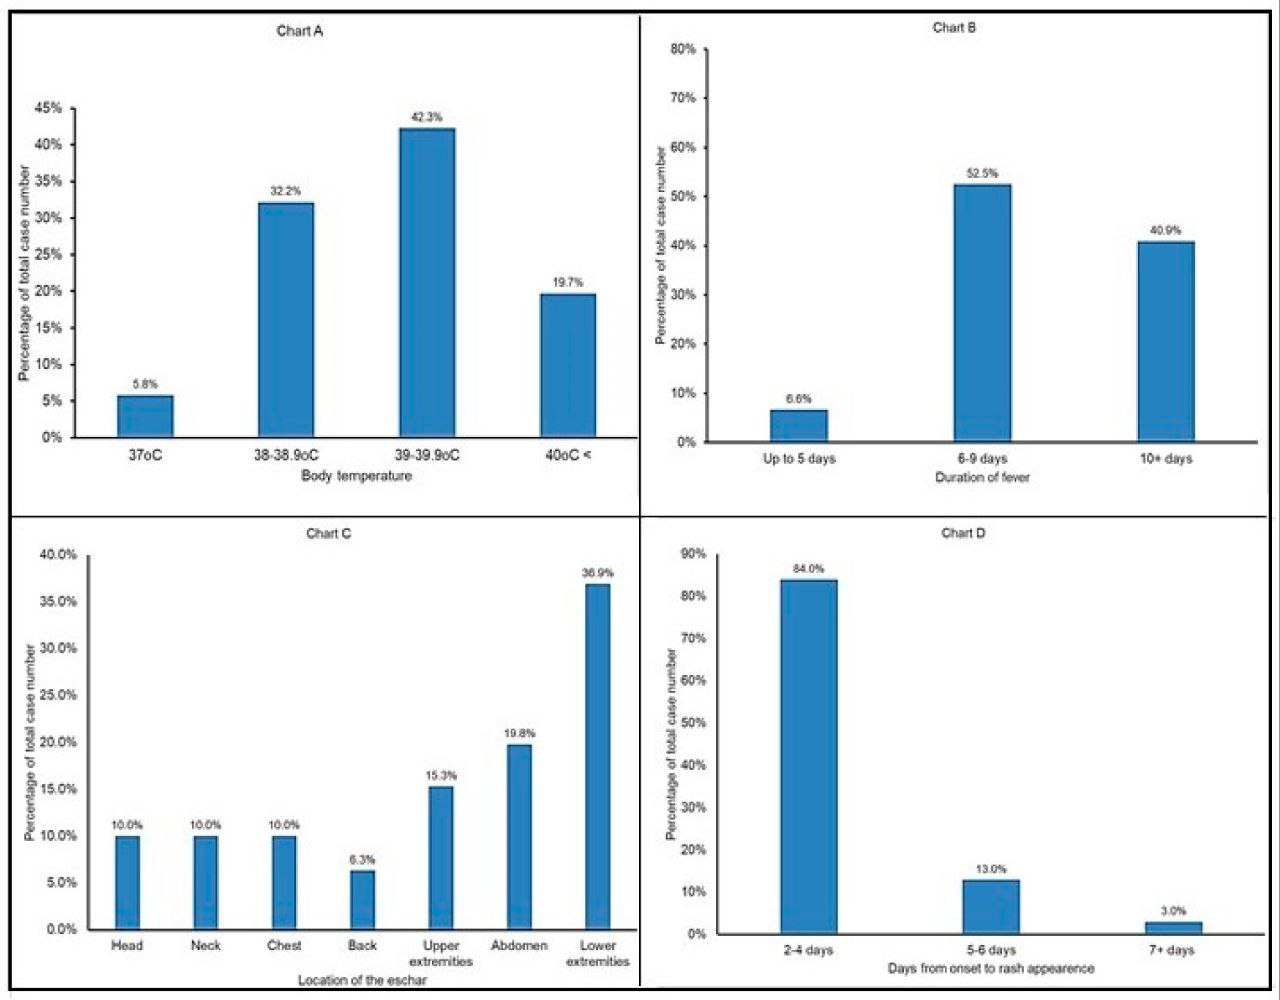 Chart A
45%
40%
35%
30%
25%
20%
15%
10%
5%
0%
Percentage of total case number
5.8%
32.2%
42.3%
19.7%
37oC
38-38.9oC
39-39.9oC
40oC <
Body temperature
Chart B
80%
70%
60%
50%
40%
30%
20%
10%
0%
Percentage of total case number
6.6%
52.5%
40.9%
Up to 5 days
6-9 days
10+ days
Duration of fever
Chart C
40.0%
35.0%
30.0%
25.0%
20.0%
15.0%
10.0%
5.0%
0.0%
Percentage of total case number
10.0%
10.0%
10.0%
6.3%
15.3%
19.8%
36.9%
Head
Neck
Chest
Back
Upper
extremities
Abdomen
Lower
extremities
Location of the eschar
Chart D
90%
80%
70%
60%
50%
40%
30%
20%
10%
0%
Percentage of total case number
84.0%
13.0%
3.0%
2-4 days
5-6 days
7+ days
Days from onset to rash appearence